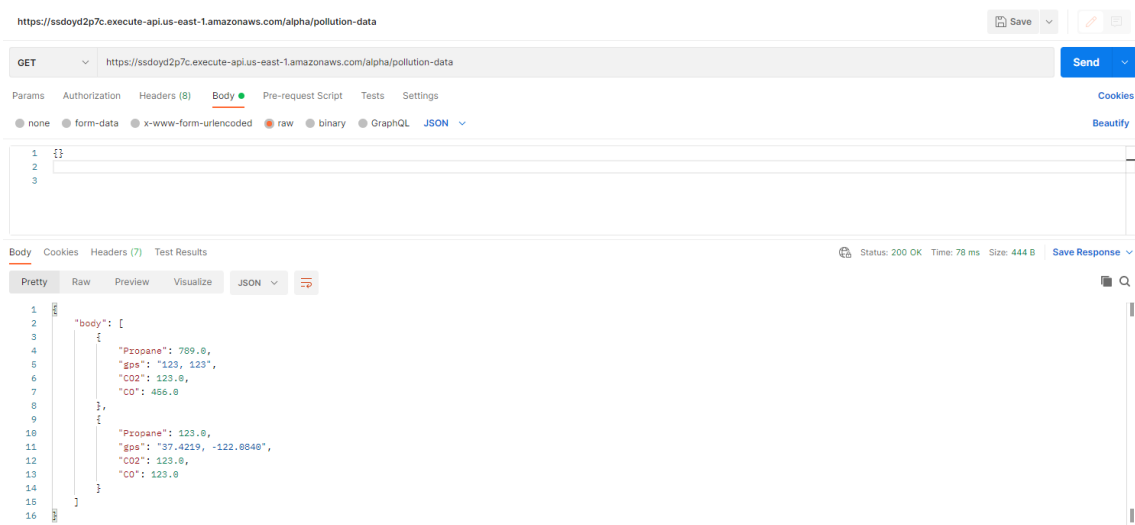 https://ssdoyd2p7c.execute-api.us-east-1.amazonaws.com/alpha/pollution-data Save
GET https://ssdoyd2p7c.execute-api.us-east-1.amazonaws.com/alpha/pollution-data Send
Params Authorization Headers (8) Body Pre-request Script Tests Settings Cookies
none form-data x-www-form-urlencoded raw binary GraphQL JSON Beautify
1 {}
2
3
Body Cookies Headers (7) Test Results Status: 200 OK Time: 78 ms Size: 444 B Save Response
Pretty Raw Preview Visualize JSON
1 {
2 "body": [
3 {
4 "Propane": 789.0,
5 "gps": "123, 123",
6 "CO2": 123.0,
7 "CO": 456.0
8 },
9 {
10 "Propane": 123.0,
11 "gps": "37.4219, -122.0840",
12 "CO2": 123.0,
13 "CO": 123.0
14 }
15 ]
16 }